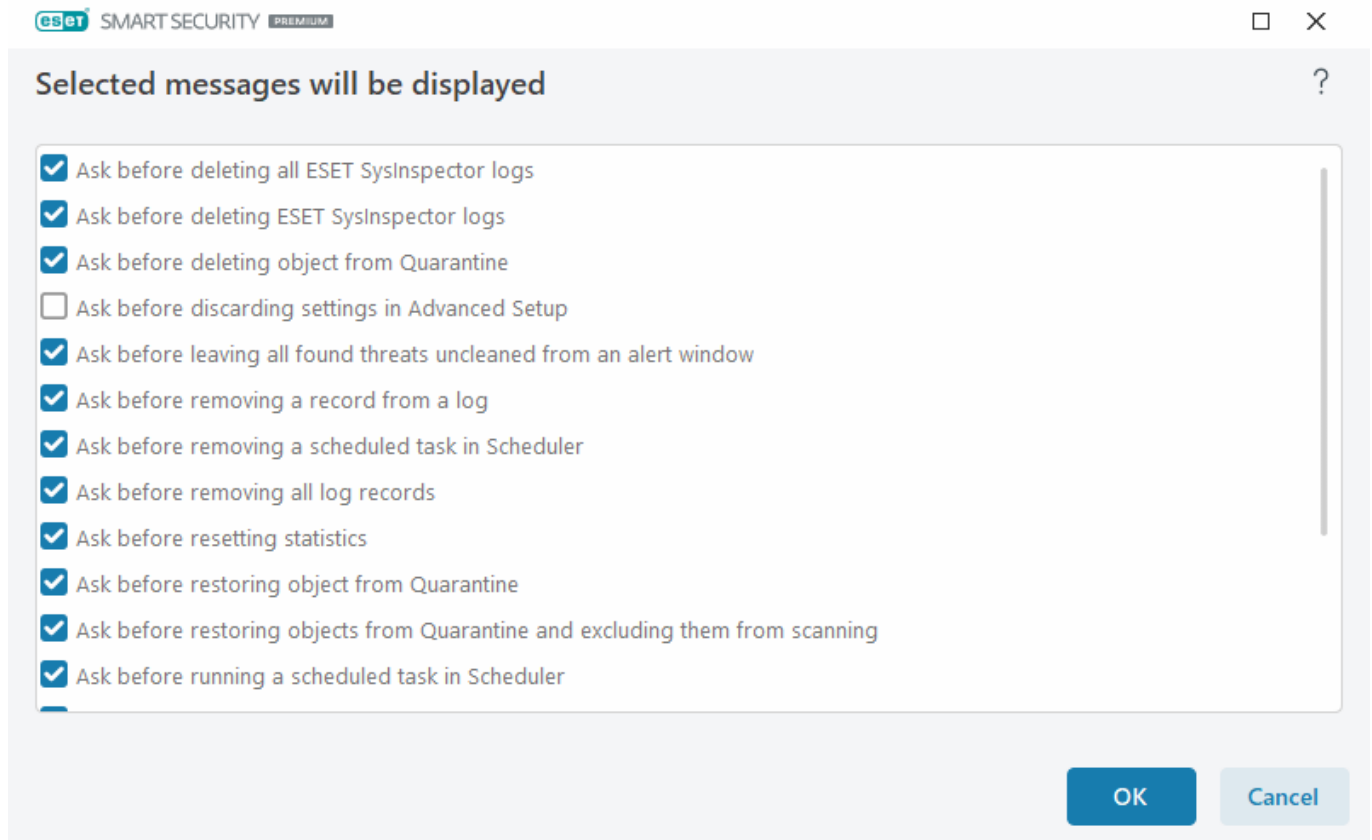 eset SMART SECURITY PREMIUM
Selected messages will be displayed
?
Ask before deleting all ESET SysInspector logs
Ask before deleting ESET SysInspector logs
Ask before deleting object from Quarantine
Ask before discarding settings in Advanced Setup
Ask before leaving all found threats uncleaned from an alert window
Ask before removing a record from a log
Ask before removing a scheduled task in Scheduler
Ask before removing all log records
Ask before resetting statistics
Ask before restoring object from Quarantine
Ask before restoring objects from Quarantine and excluding them from scanning
Ask before running a scheduled task in Scheduler
OK
Cancel